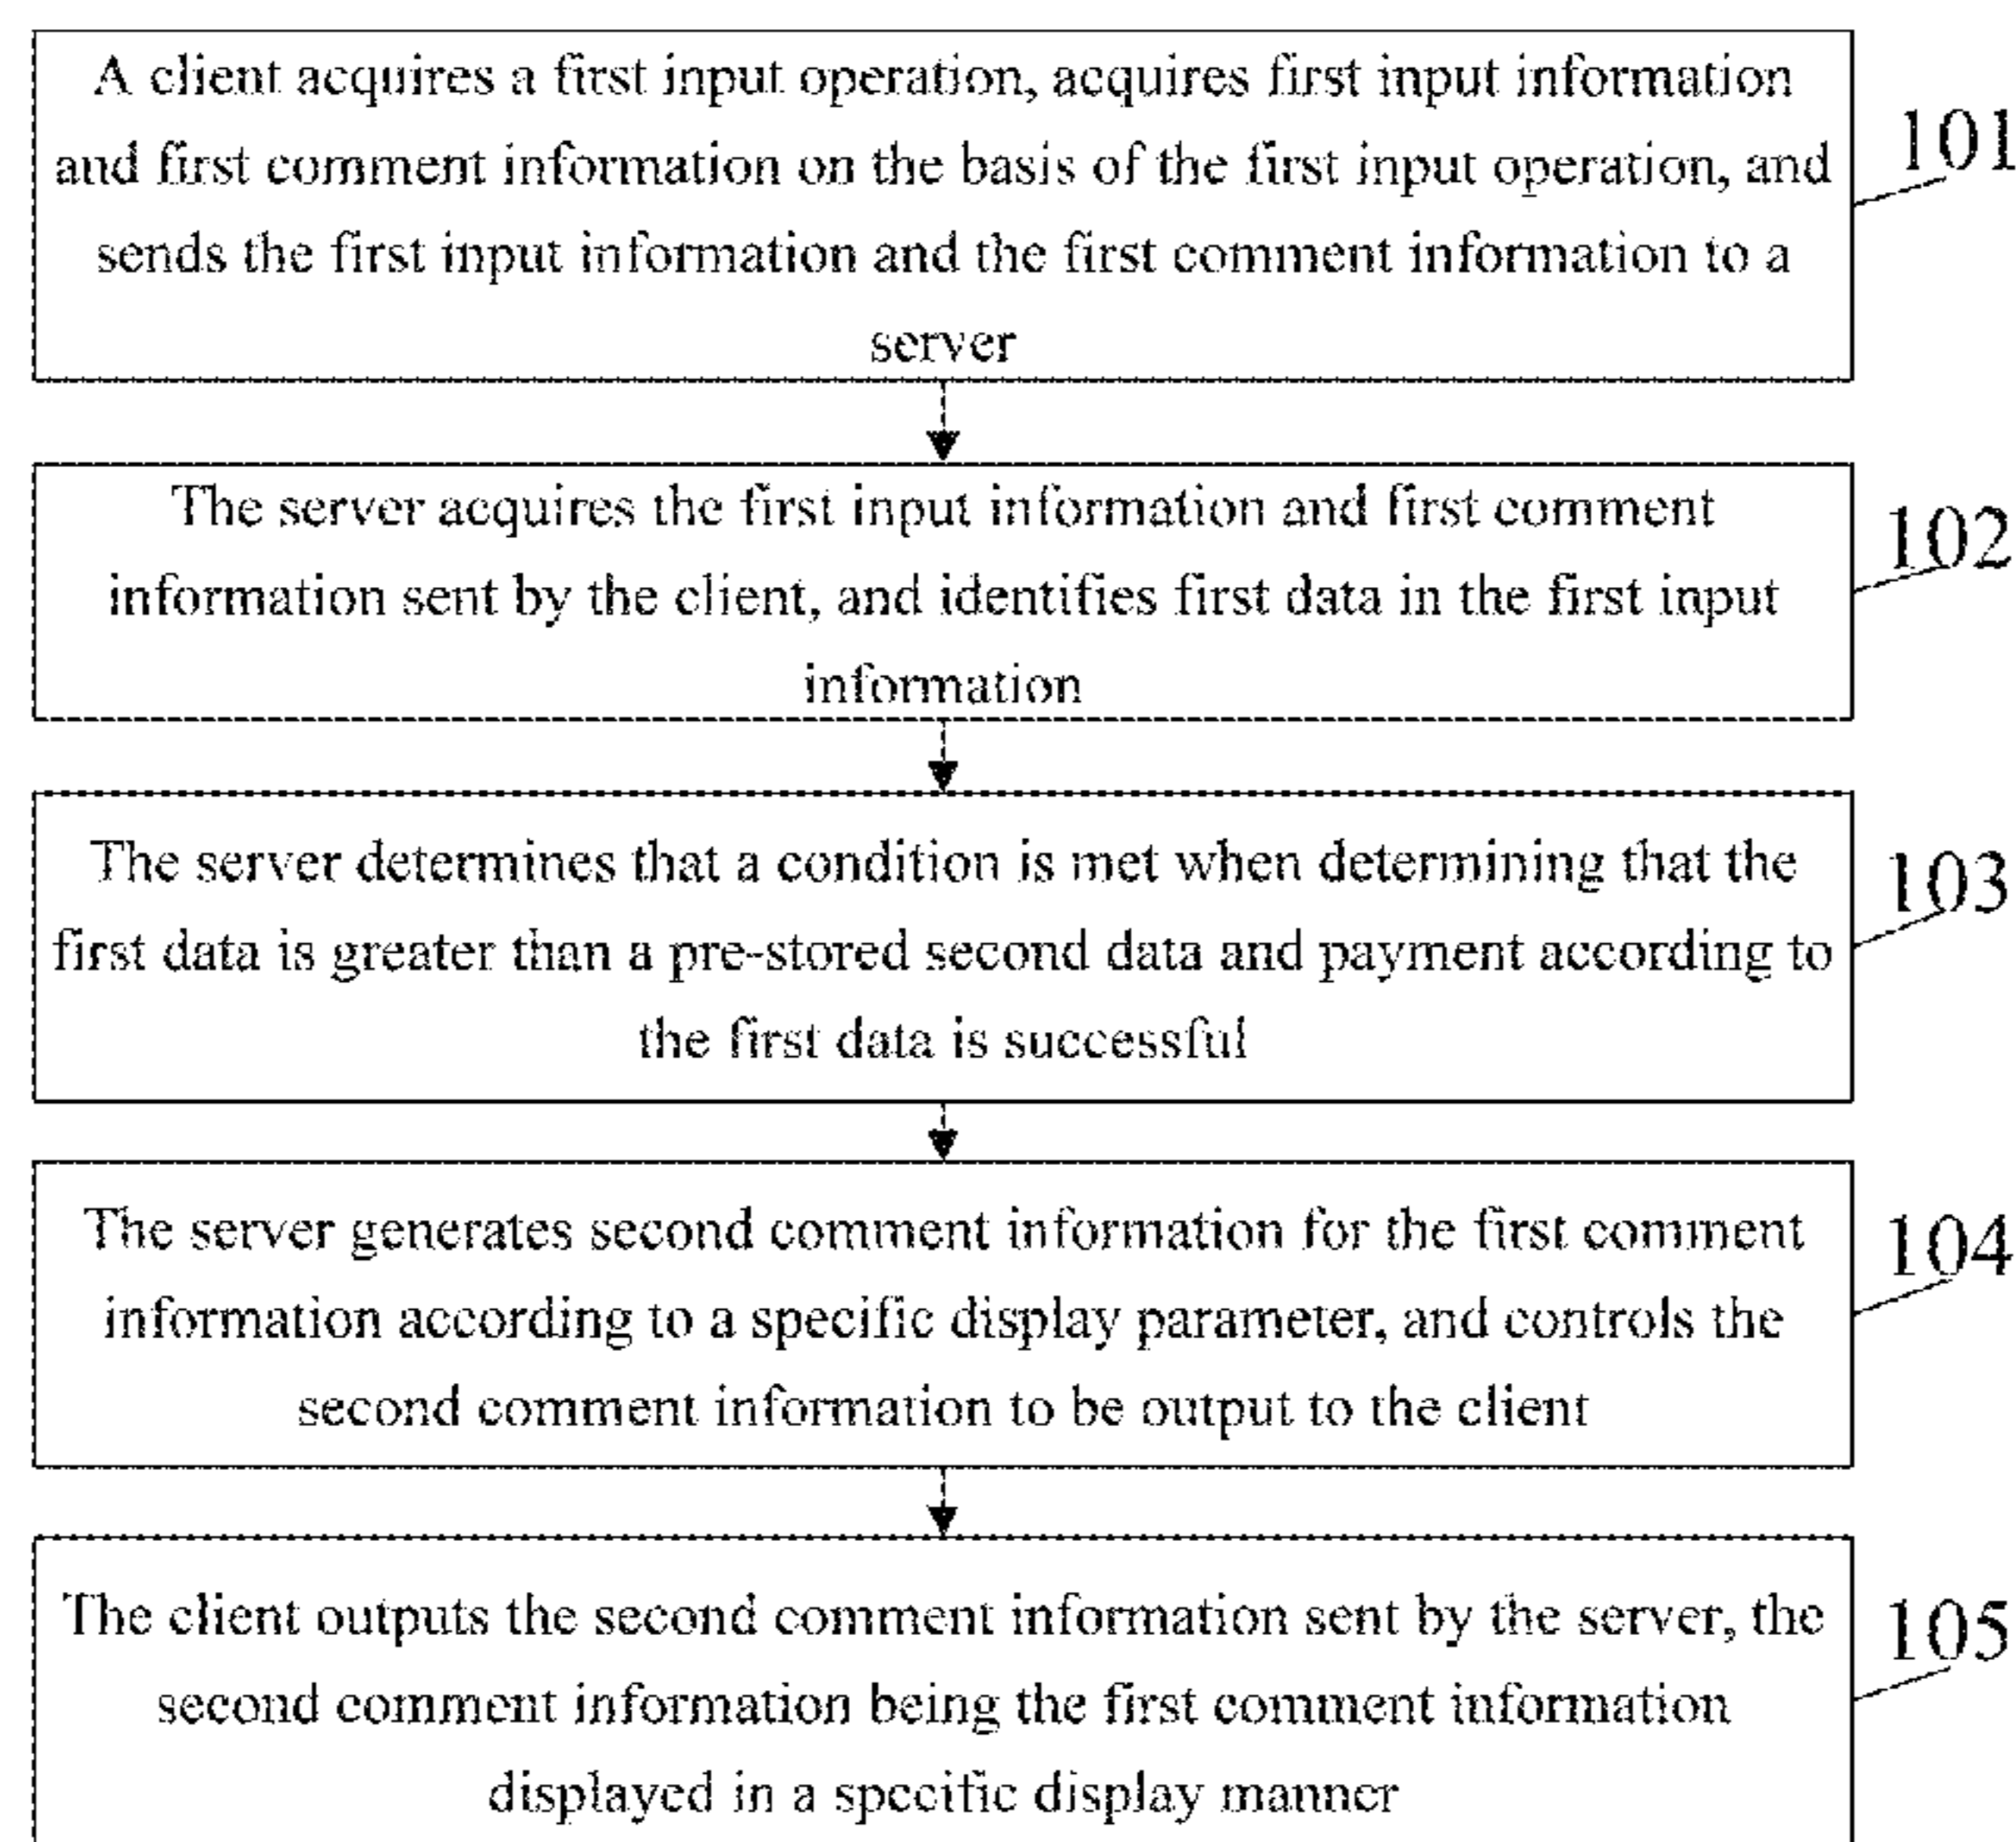 A client acquires a first input operation, acquires first input information
and first comment information on the basis of the first input operation, and
sends the first input information and the first comment information to a
server
101
The server acquires the first input information and first comment
information sent by the client, and identifies first data in the first input
information
102
The server determines that a condition is met when determining that the
first data is greater than a pre-stored second data and payment according to
the first data is successful
103
The server generates second comment information for the first comment
information according to a specific display parameter, and controls the
second comment information to be output to the client
104
The client outputs the second comment information sent by the server, the
second comment information being the first comment information
displayed in a specific display manner
105